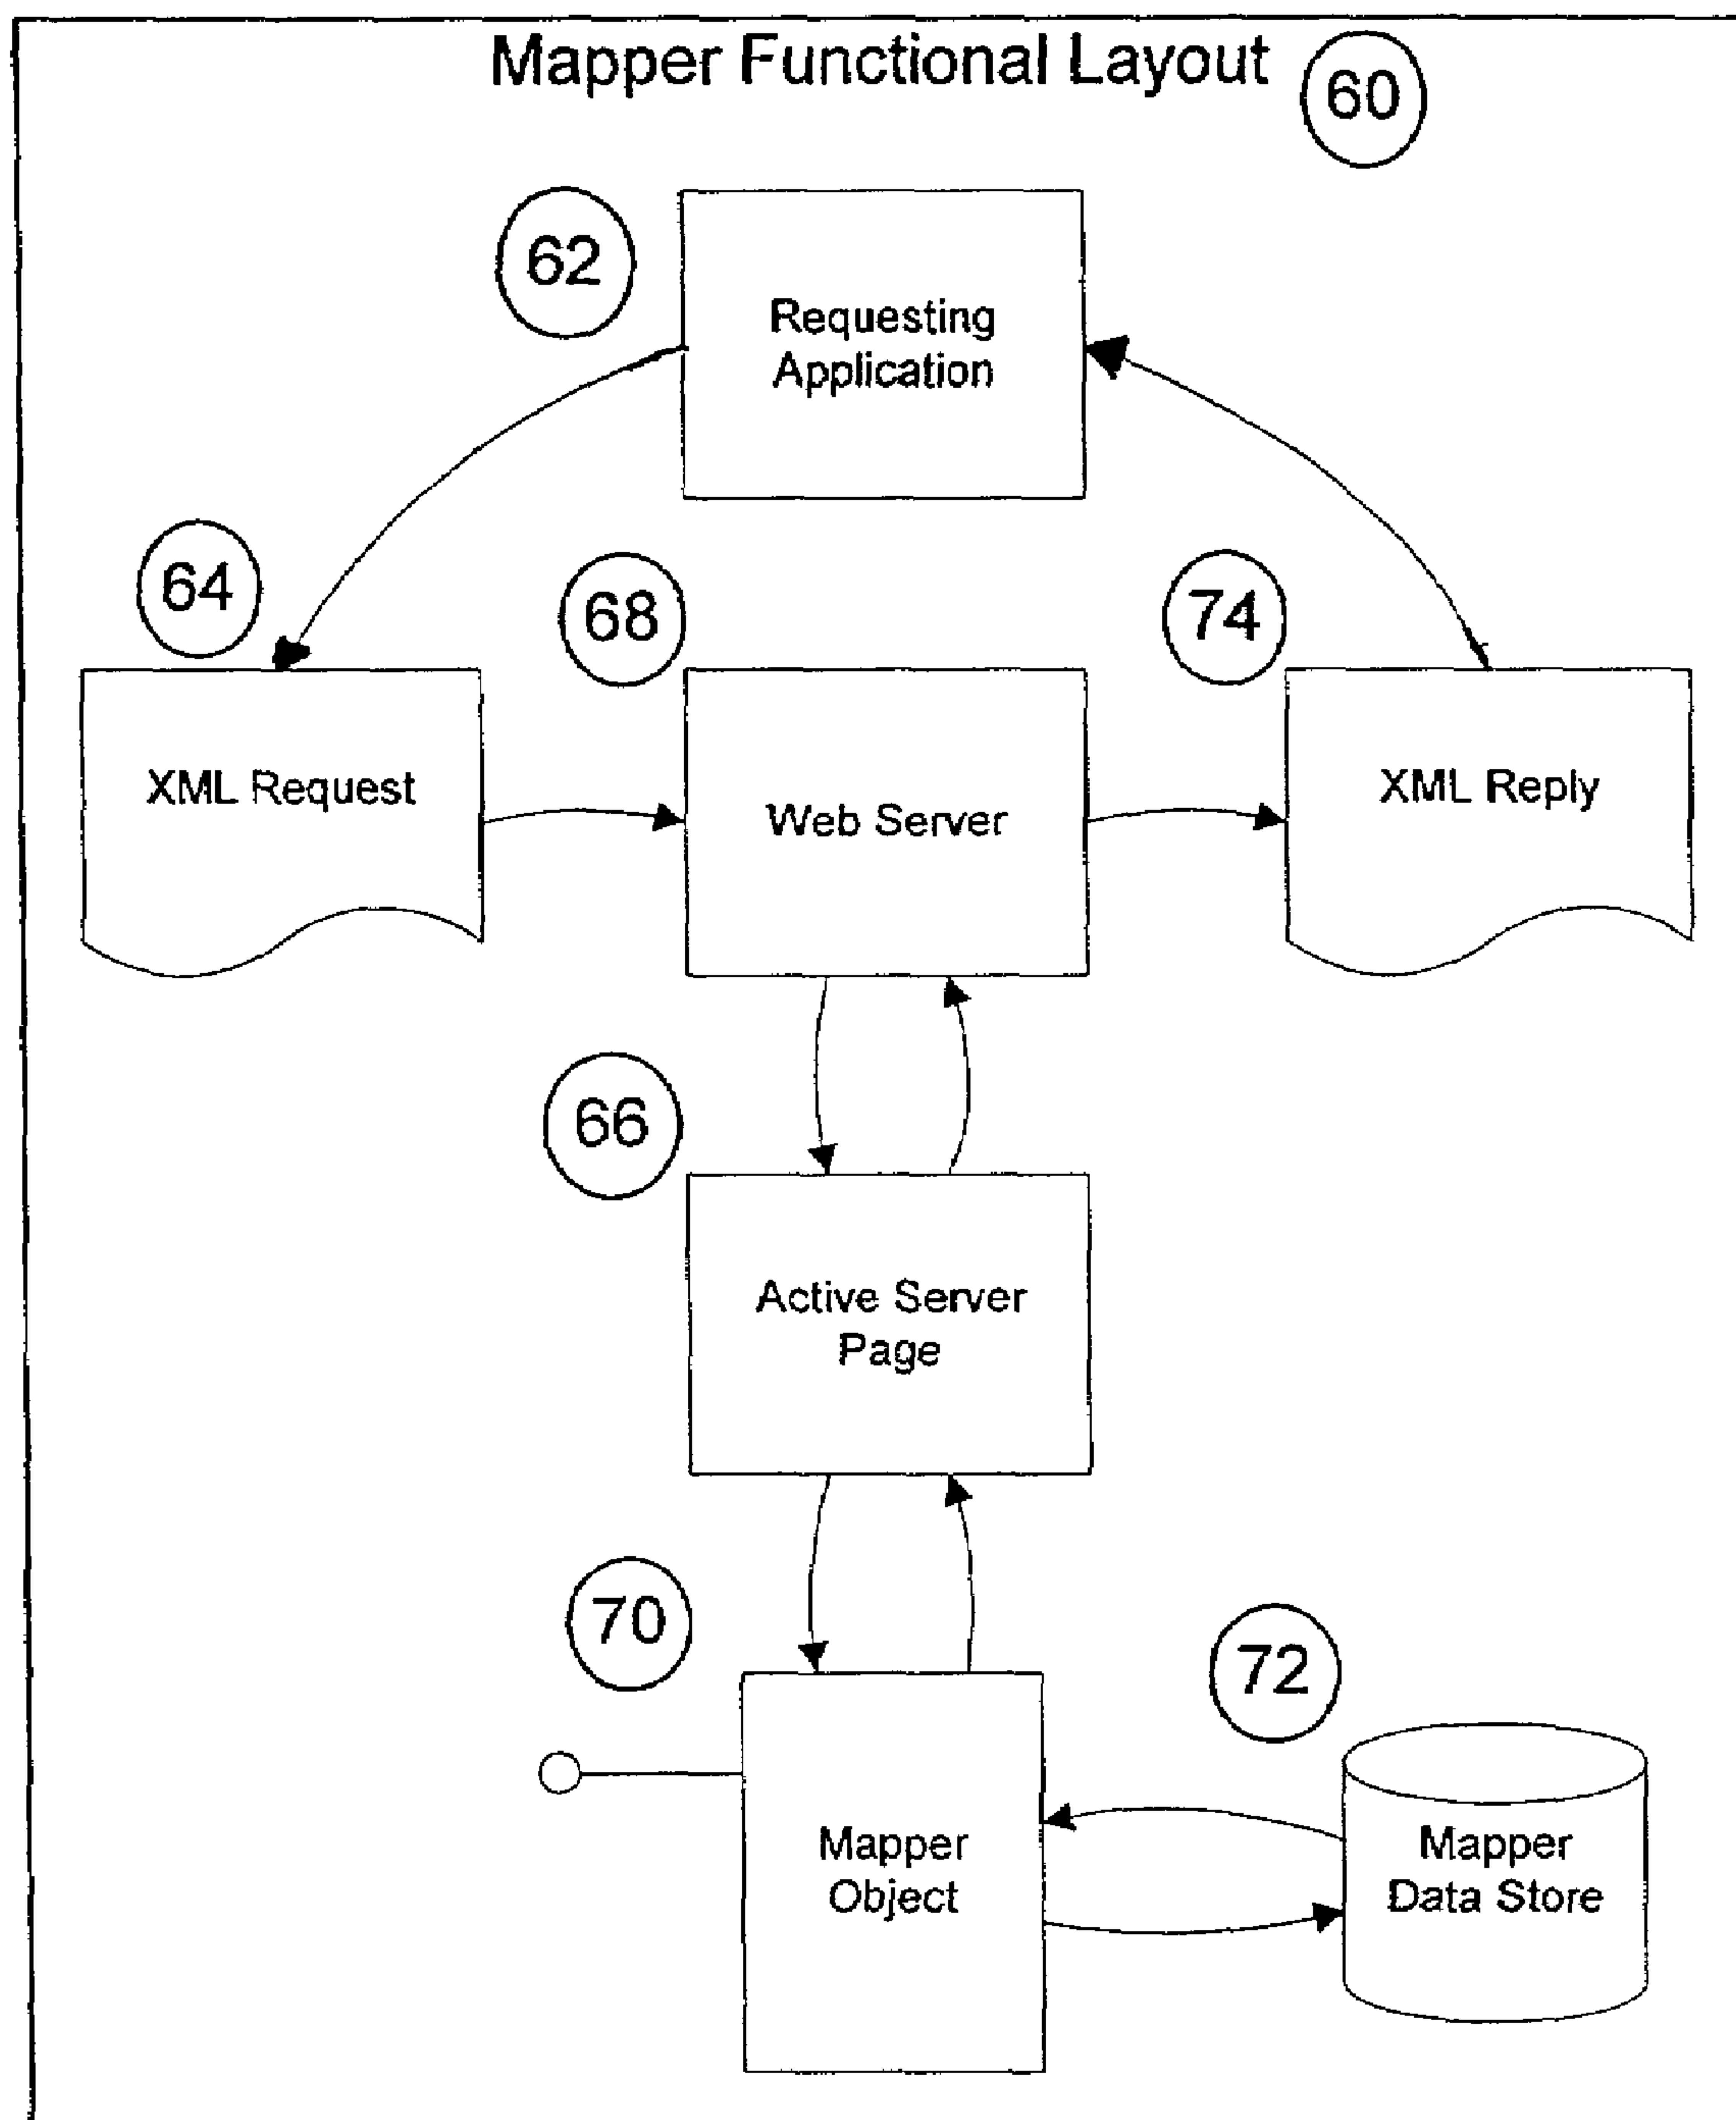 Mapper Functional Layout
60
62
Requesting
Application
64
68
74
XML Request
Web Server
XML Reply
66
Active Server
Page
70
72
Mapper
Object
Mapper
Data Store